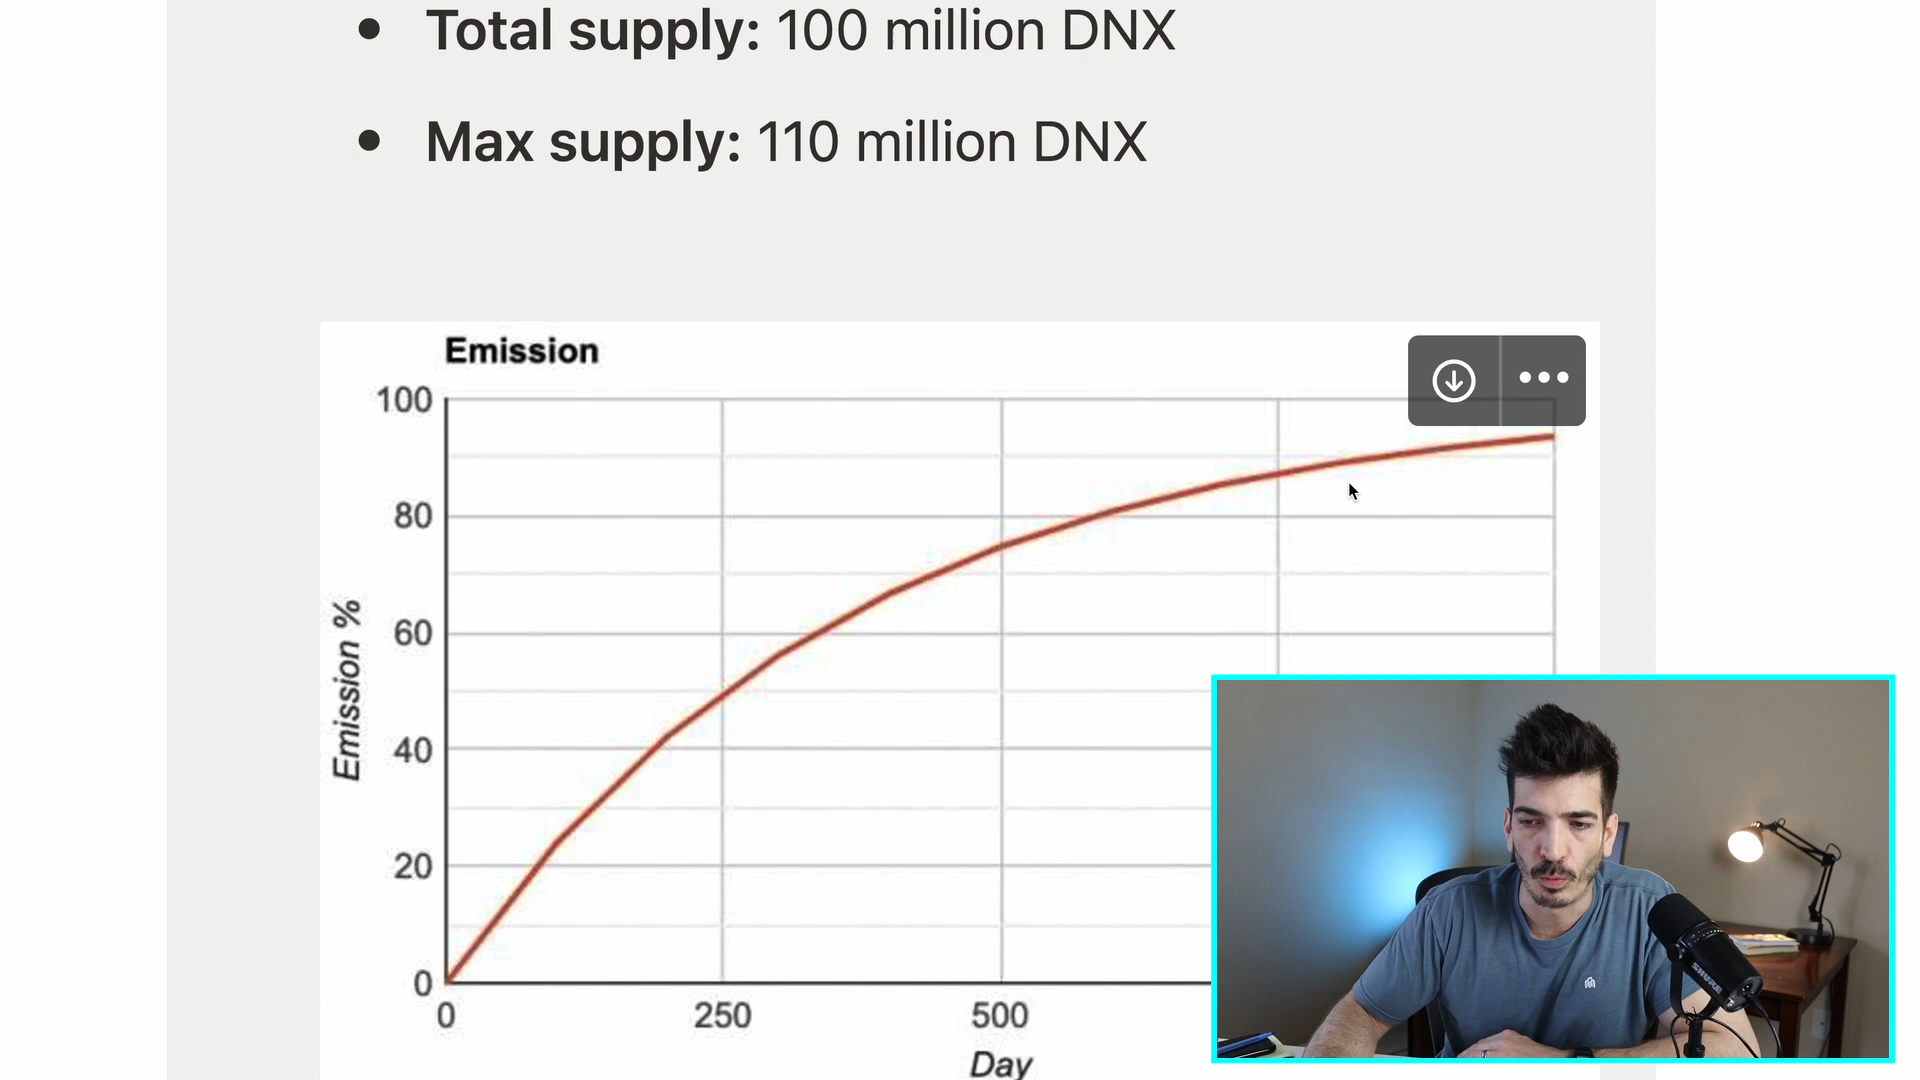 • Total supply: 100 million DNX
• Max supply: 110 million DNX
Emission
100
80
60
40
20
0
Emission %
0 250 500
Day
SHURE